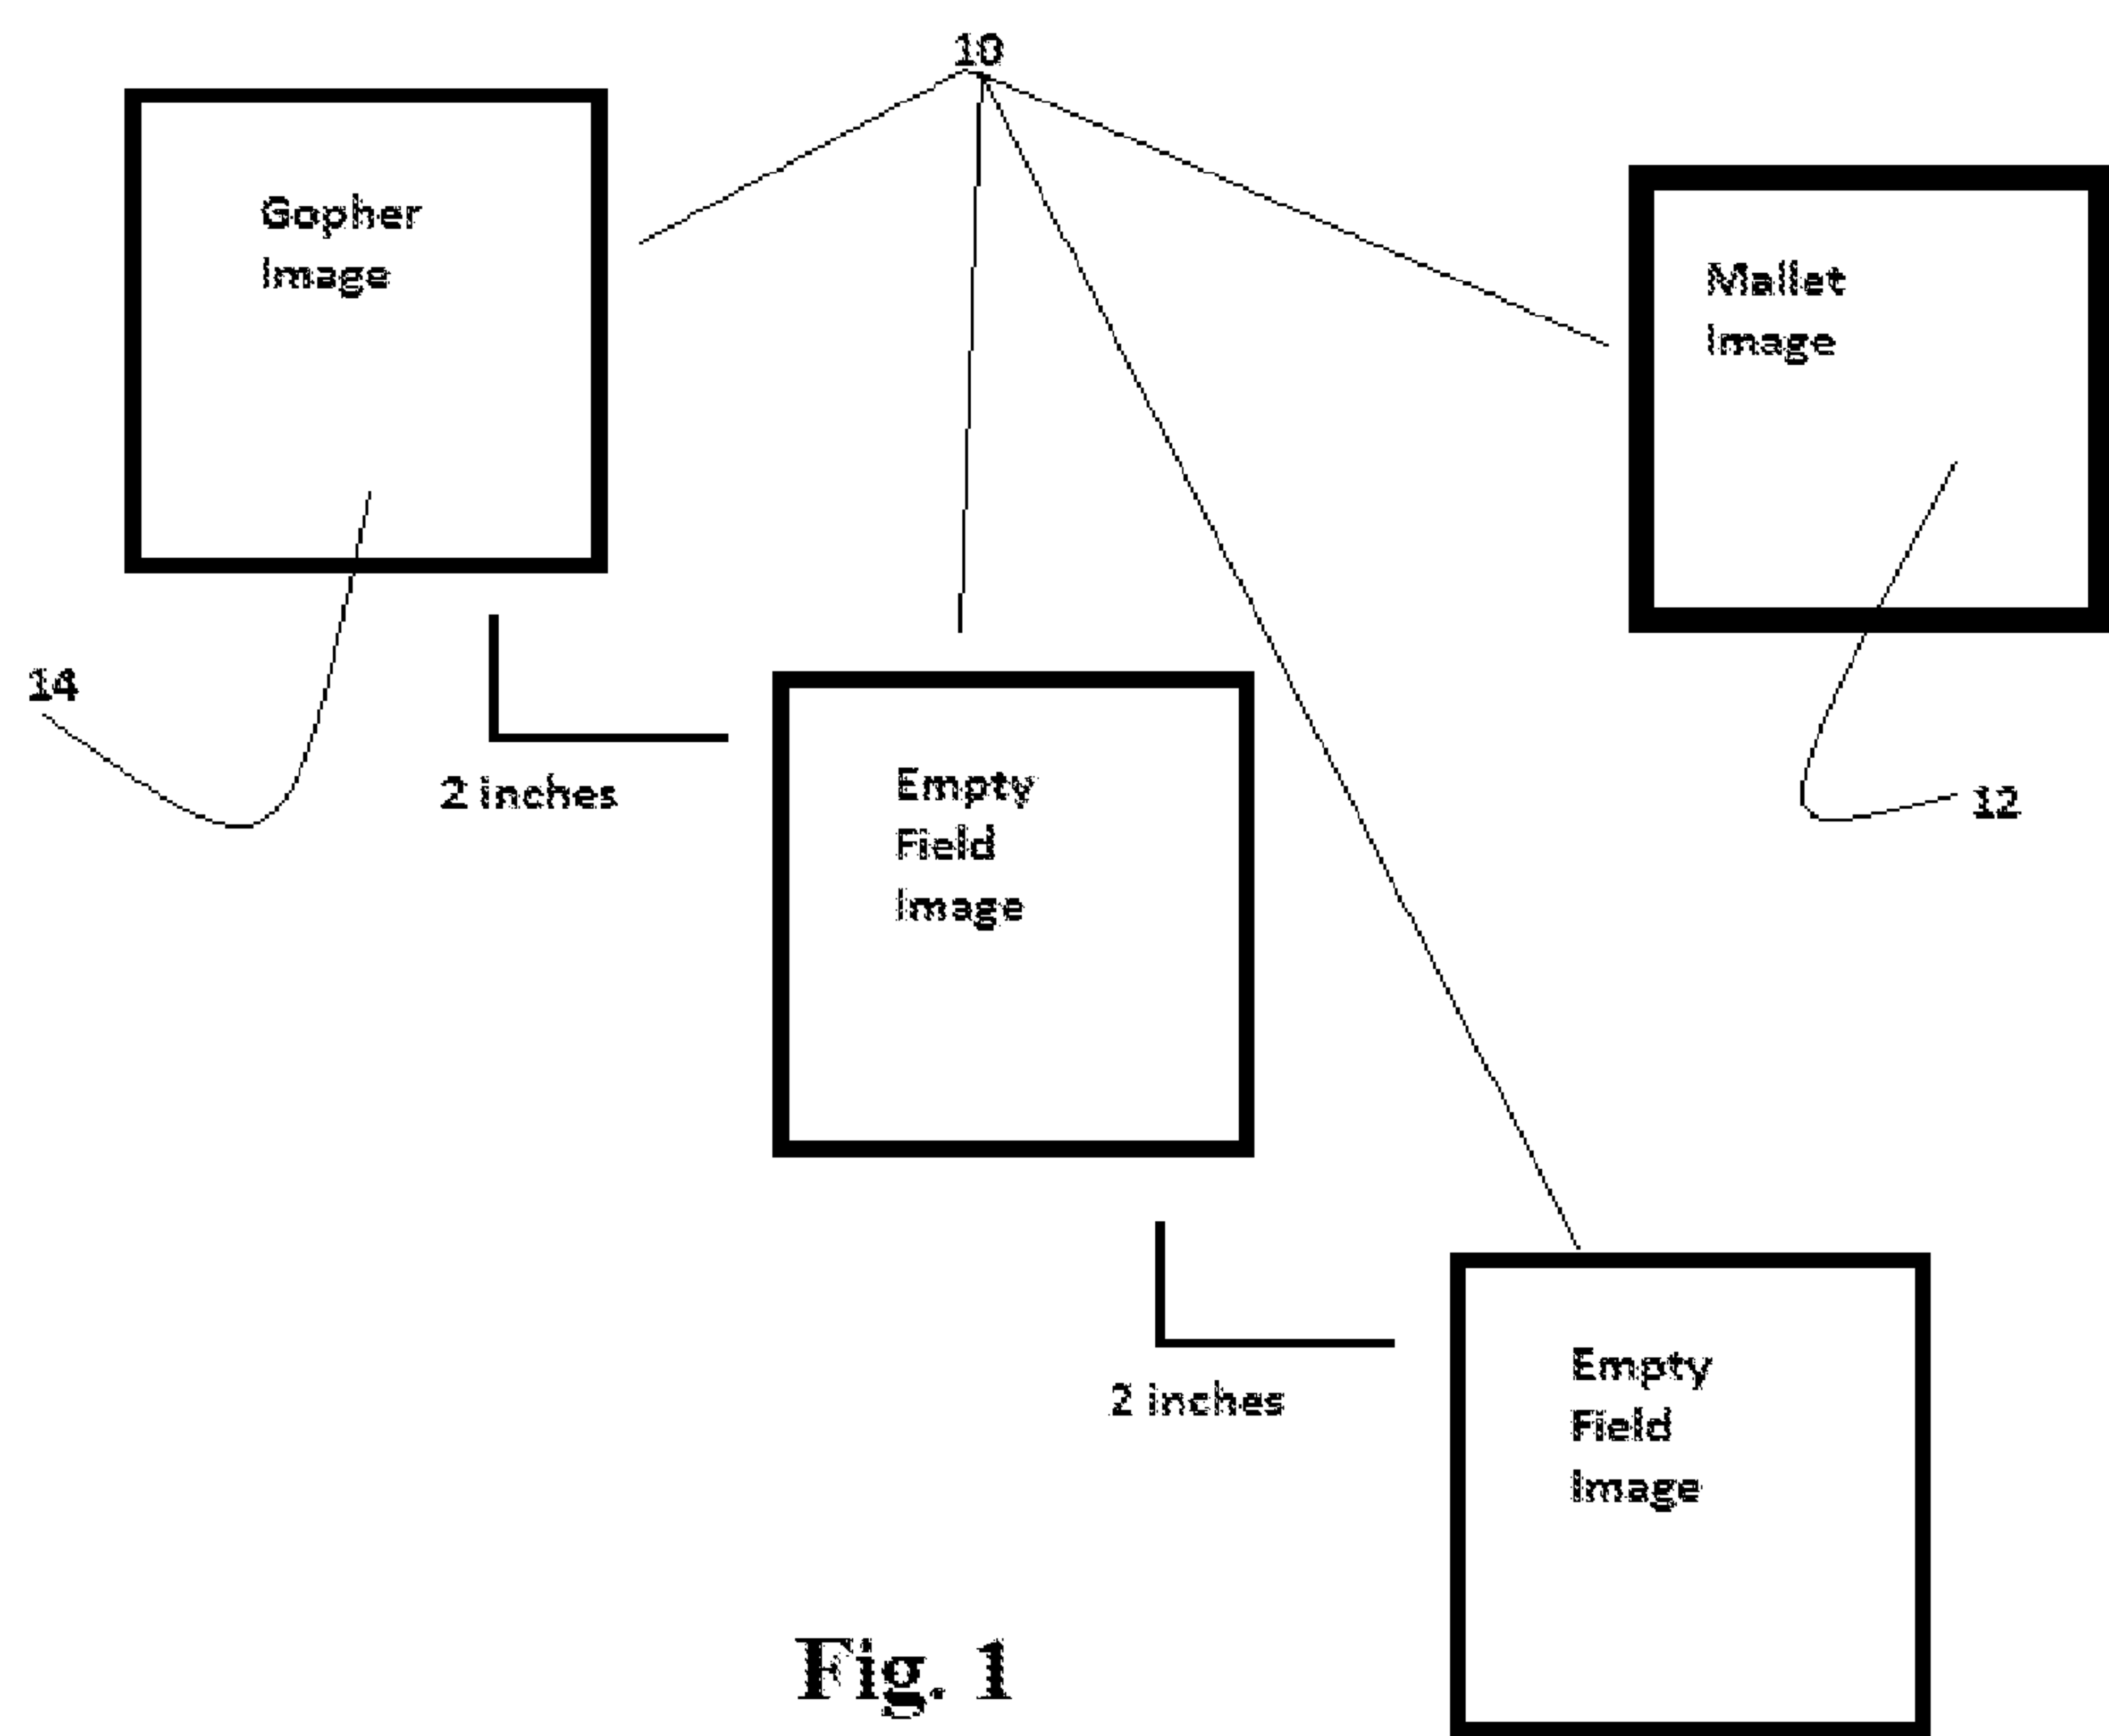 10
Gopher
Image
Mallet
Image
14
2 inches
Empty
Field
Image
12
2 inches
Empty
Field
Image
Fig. 1